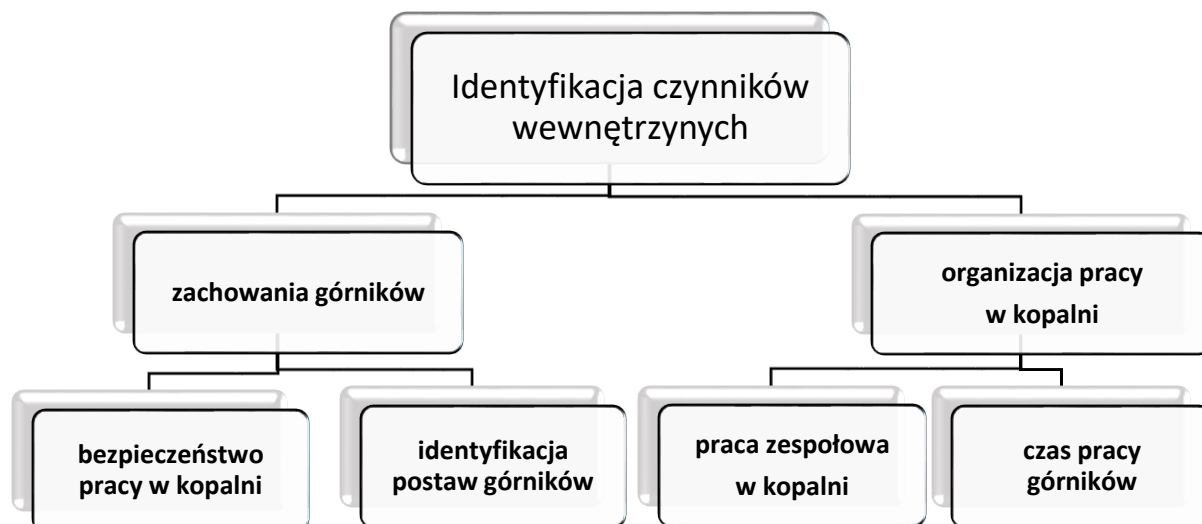 Identyfikacja czynników
wewnętrzynych
zachowania górników
organizacja pracy
w kopalni
bezpieczeństwo
pracy w kopalni
identyfikacja
postaw górników
praca zespołowa
w kopalni
czas pracy
górników